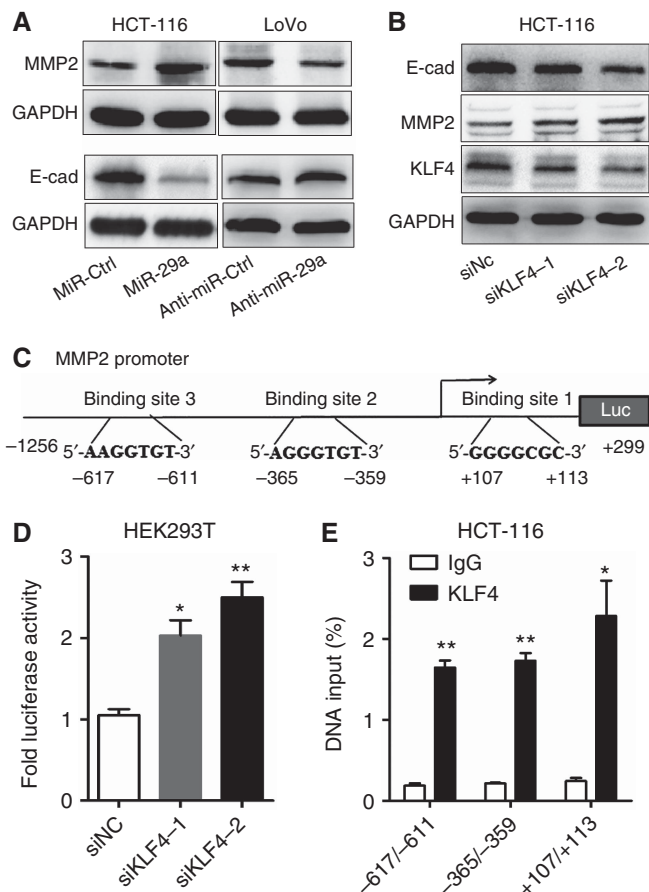 A
HCT-116
LoVo
MMP2
GAPDH
E-cad
GAPDH
MiR-Ctrl
MiR-29a
Anti-miR-Ctrl
Anti-miR-29a
B
HCT-116
E-cad
MMP2
KLF4
GAPDH
siNc
siKLF4–1
siKLF4–2
C
MMP2 promoter
Binding site 3
Binding site 2
Binding site 1
Luc
–1256
5′-AAGGTGT-3′
5′-AGGGTGT-3′
5′-GGGGCGC-3′
+299
–617
–611
–365
–359
+107
+113
D
HEK293T
Fold luciferase activity
3
2
1
0
*
**
siNC
siKLF4–1
siKLF4–2
E
HCT-116
DNA input (%)
3
2
1
0
IgG
KLF4
**
**
*
–617/–611
–365/–359
+107/+113